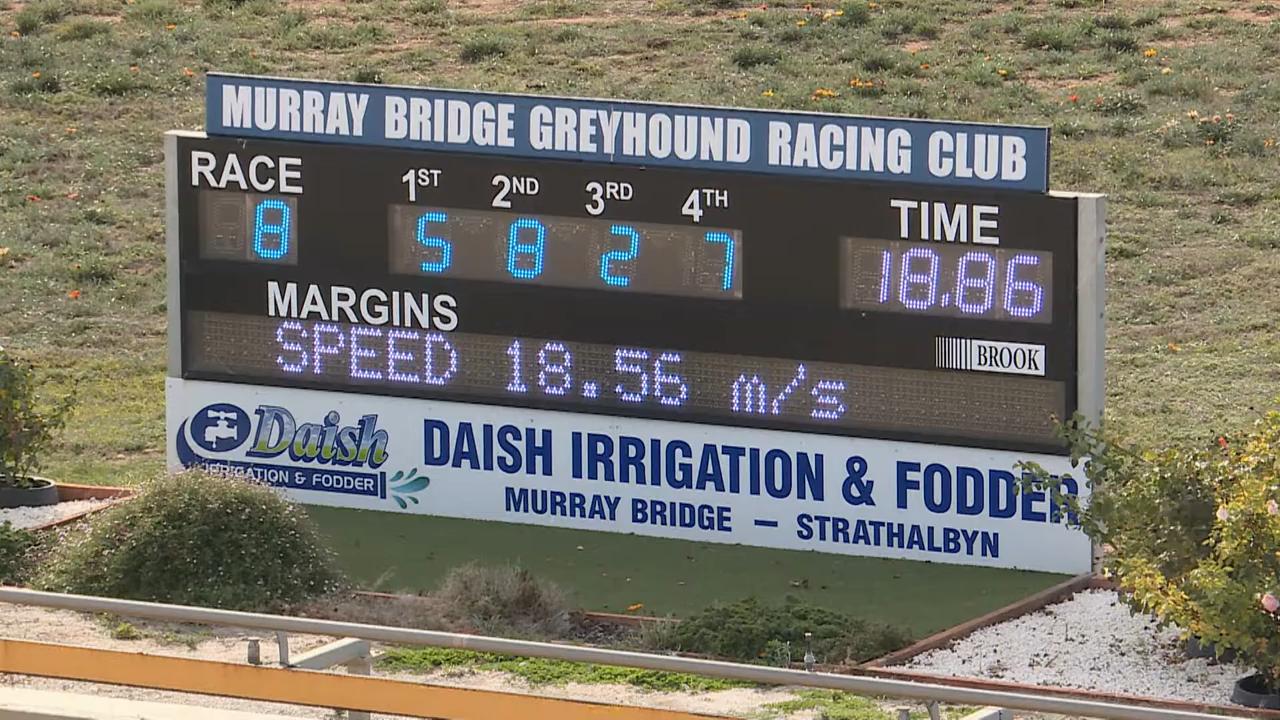 MURRAY BRIDGE GREYHOUND RACING CLUB
RACE 1ST 2ND 3RD 4TH TIME
8 5 8 2 7 18.86
MARGINS
BROOK
SPEED 18.56 m/s
Daish
IRRIGATION & FODDER
DAISH IRRIGATION & FODDER
MURRAY BRIDGE – STRATHALBYN